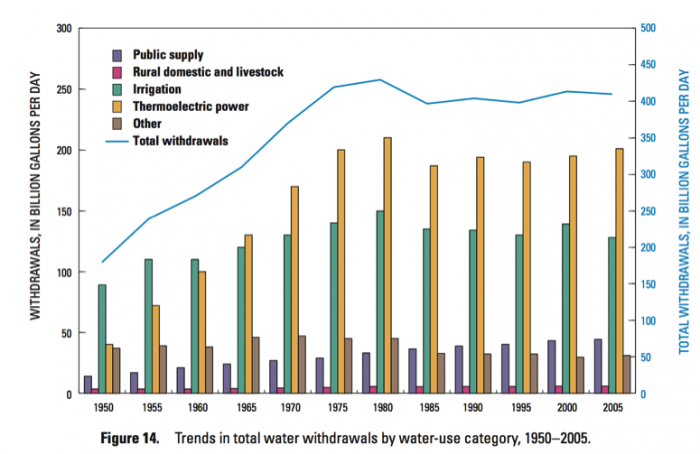 300
250
200
150
100
50
0
WITHDRAWALS, IN BILLION GALLONS PER DAY
Public supply
Rural domestic and livestock
Irrigation
Thermoelectric power
Other
Total withdrawals
500
450
400
350
300
250
200
150
100
50
0
TOTAL WITHDRAWALS, IN BILLION GALLONS PER DAY
1950 1955 1960 1965 1970 1975 1980 1985 1990 1995 2000 2005
Figure 14. Trends in total water withdrawals by water-use category, 1950–2005.